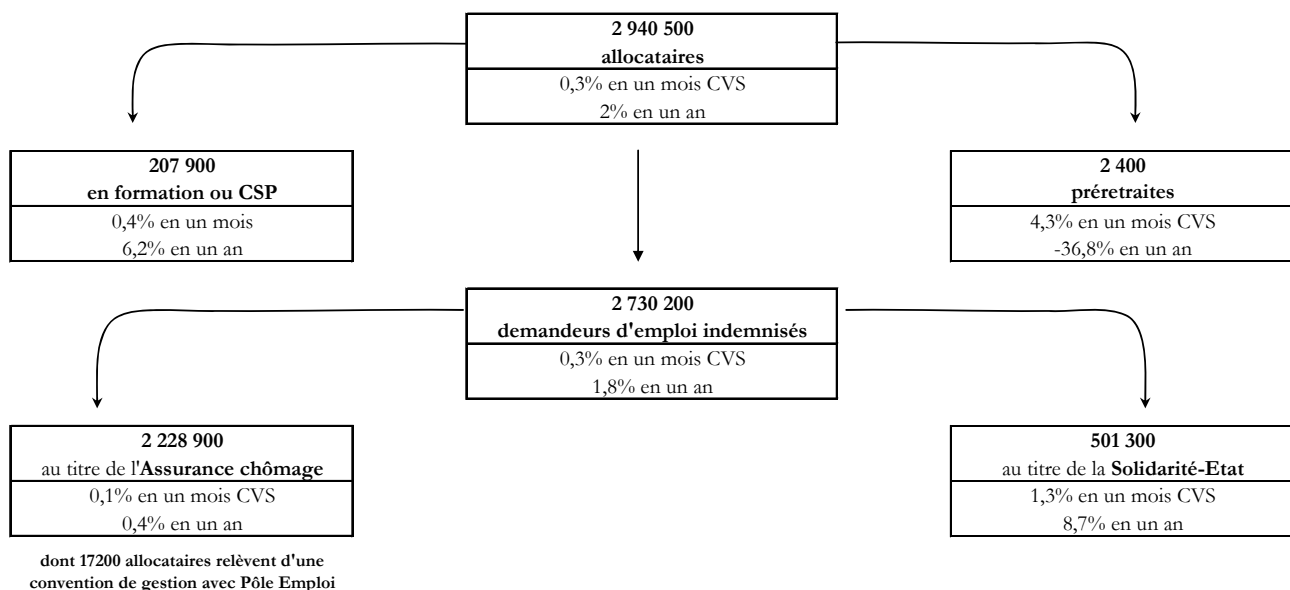 2 940 500
allocataires
0,3% en un mois CVS
2% en un an
207 900
en formation ou CSP
0,4% en un mois
6,2% en un an
2 400
préretraites
4,3% en un mois CVS
-36,8% en un an
2 730 200
demandeurs d'emploi indemnisés
0,3% en un mois CVS
1,8% en un an
2 228 900
au titre de l'Assurance chômage
0,1% en un mois CVS
0,4% en un an
501 300
au titre de la Solidarité-Etat
1,3% en un mois CVS
8,7% en un an
dont 17200 allocataires relèvent d'une
convention de gestion avec Pôle Emploi